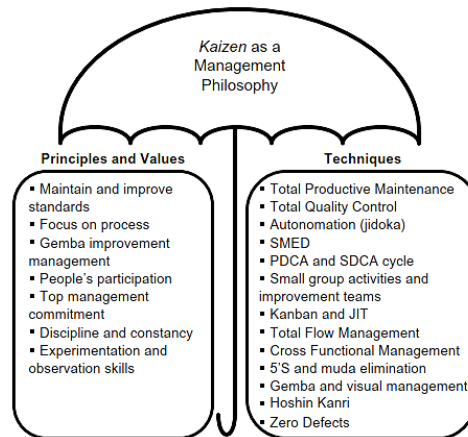 Kaizen as a
Management
Philosophy
Principles and Values
▪ Maintain and improve
standards
▪ Focus on process
▪ Gemba improvement
management
▪ People's participation
▪ Top management
commitment
▪ Discipline and constancy
▪ Experimentation and
observation skills
Techniques
▪ Total Productive Maintenance
▪ Total Quality Control
▪ Autonomation (jidoka)
▪ SMED
▪ PDCA and SDCA cycle
▪ Small group activities and
improvement teams
▪ Kanban and JIT
▪ Total Flow Management
▪ Cross Functional Management
▪ 5'S and muda elimination
▪ Gemba and visual management
▪ Hoshin Kanri
▪ Zero Defects